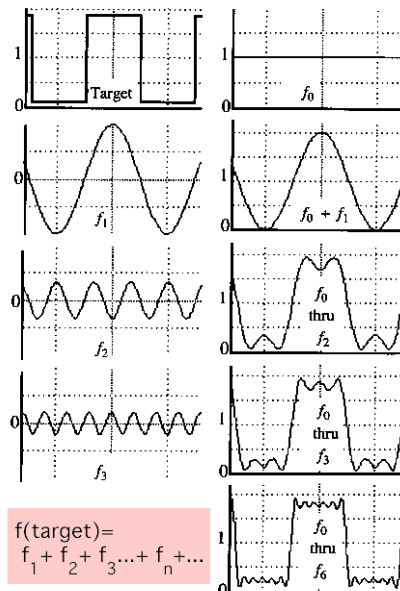 1
Target
0
1
f0
0
0
f1
1
f0 + f1
0
0
f2
1
f0
thru
f2
0
0
f3
1
f0
thru
f3
0
f(target)=
f1+ f2+ f3...+ fn+...
1
f0
thru
f6
0